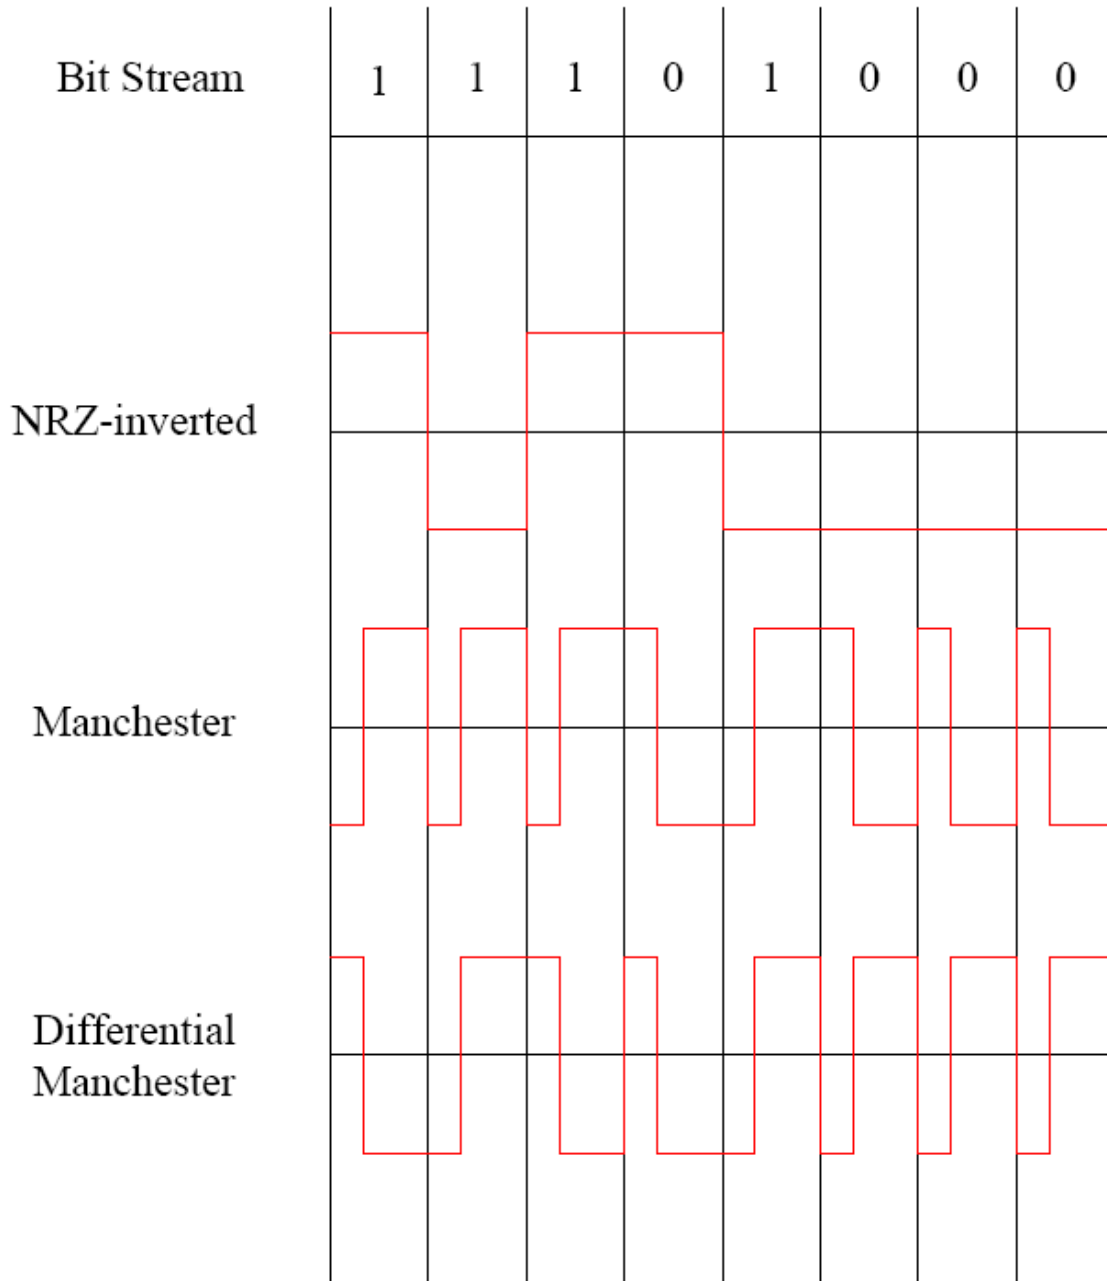 Bit Stream 1 1 1 0 1 0 0 0
NRZ-inverted
Manchester
Differential
Manchester